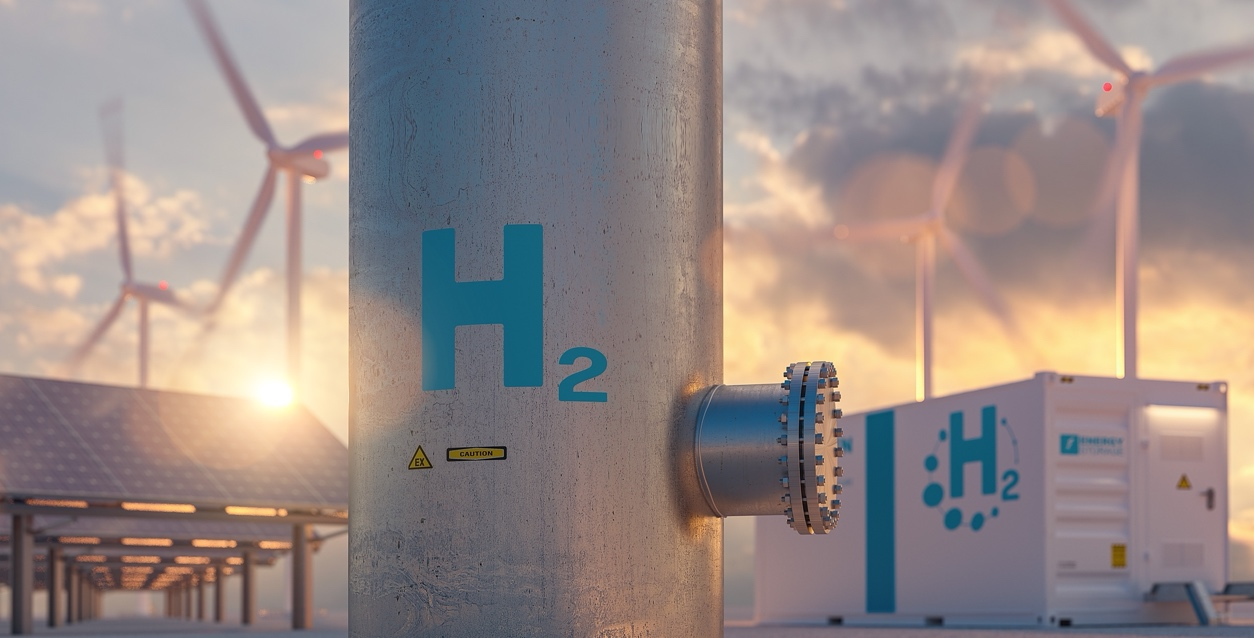 H2
EX
CAUTION
H2
ENERGY
STORAGE